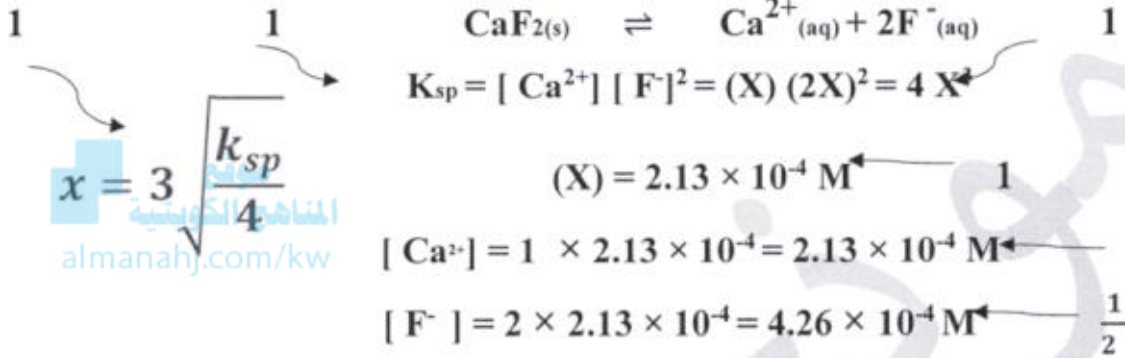 1 1 CaF₂₍ₛ₎ ⇌ Ca²⁺₍aq₎ + 2F⁻₍aq₎ 1
Ksp = [ Ca²⁺] [ F⁻]² = (X) (2X)² = 4 X³
x = 3 √(kₛₚ/4)
(X) = 2.13 × 10⁻⁴ M 1
المناهج الكويتية
almanahj.com/kw
[ Ca²⁺] = 1 × 2.13 × 10⁻⁴ = 2.13 × 10⁻⁴ M
[ F⁻ ] = 2 × 2.13 × 10⁻⁴ = 4.26 × 10⁻⁴ M 1/2